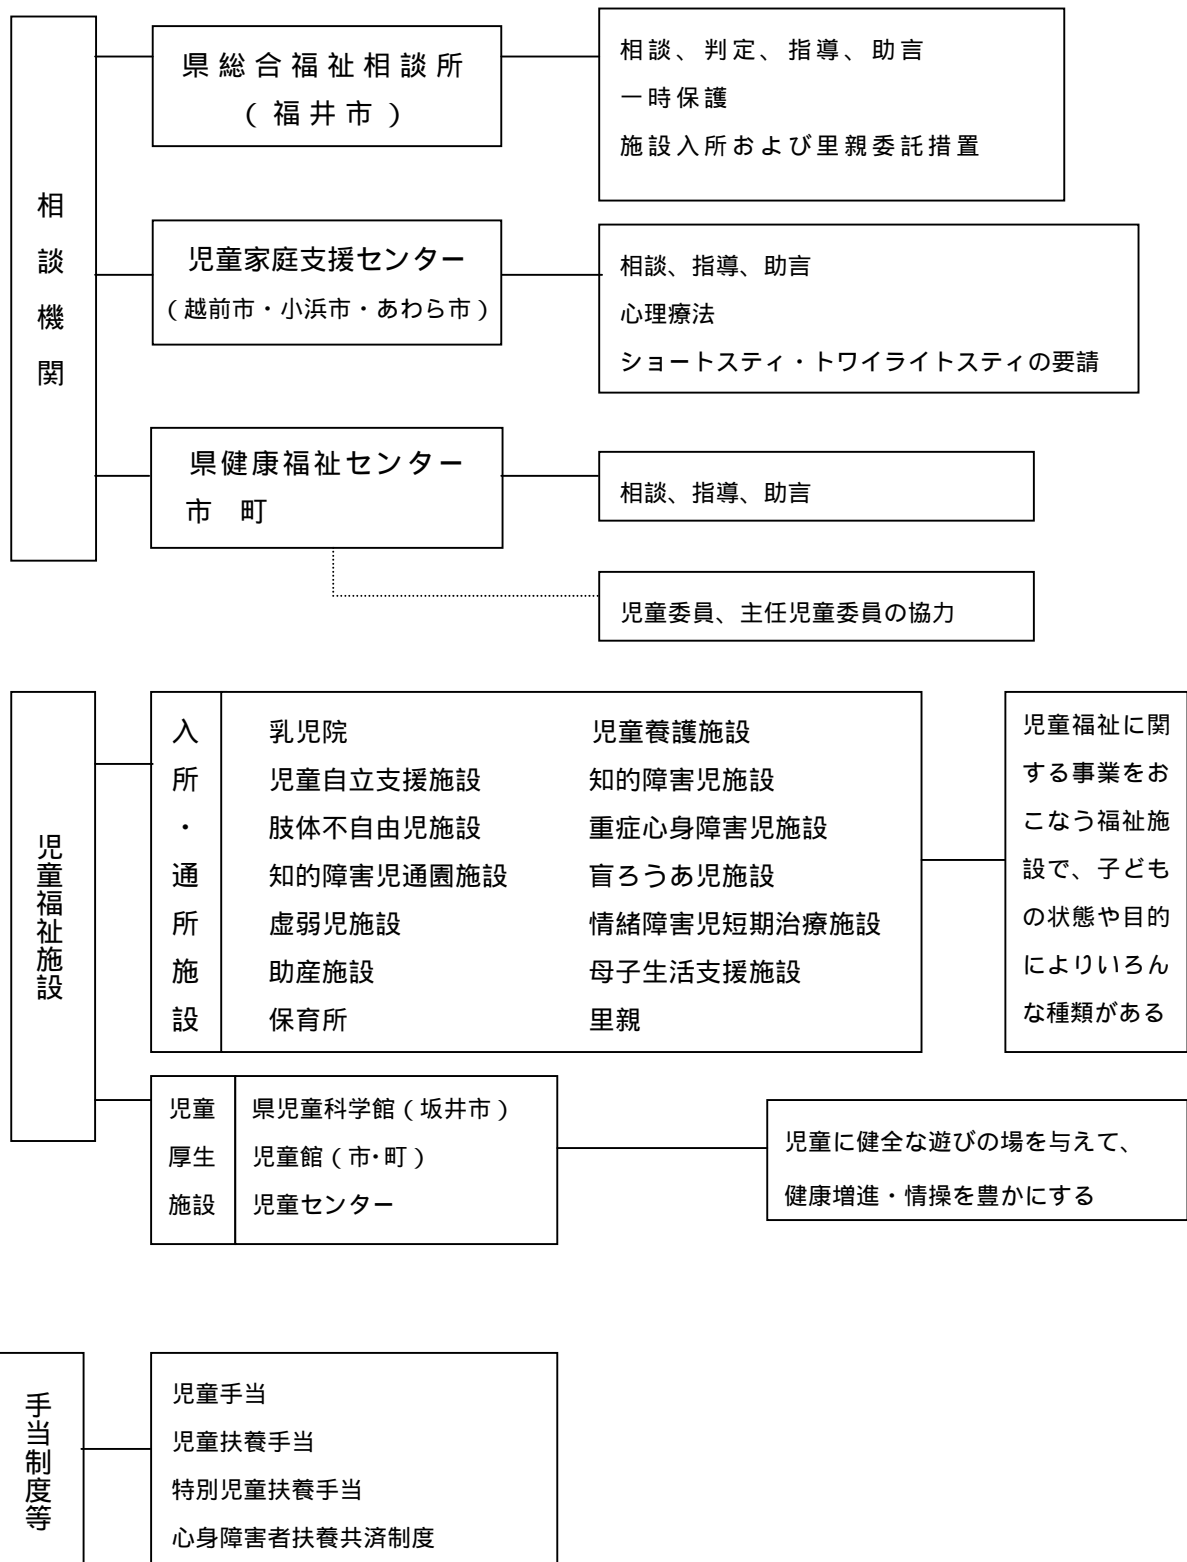 相談機関
県総合福祉相談所
(福井市)
相談、判定、指導、助言
一時保護
施設入所および里親委託措置
児童家庭支援センター
(越前市・小浜市・あわら市)
相談、指導、助言
心理療法
ショートスティ・トワイライトスティの要請
県健康福祉センター
市 町
相談、指導、助言
児童委員、主任児童委員の協力
児童福祉施設
入所・通所施設
乳児院 児童養護施設
児童自立支援施設 知的障害児施設
肢体不自由児施設 重症心身障害児施設
知的障害児通園施設 盲ろうあ児施設
虚弱児施設 情緒障害児短期治療施設
助産施設 母子生活支援施設
保育所 里親
児童福祉に関
する事業をお
こなう福祉施
設で、子ども
の状態や目的
によりいろん
な種類がある
児童
厚生
施設
県児童科学館(坂井市)
児童館(市・町)
児童センター
児童に健全な遊びの場を与えて、
健康増進・情操を豊かにする
手当制度等
児童手当
児童扶養手当
特別児童扶養手当
心身障害者扶養共済制度